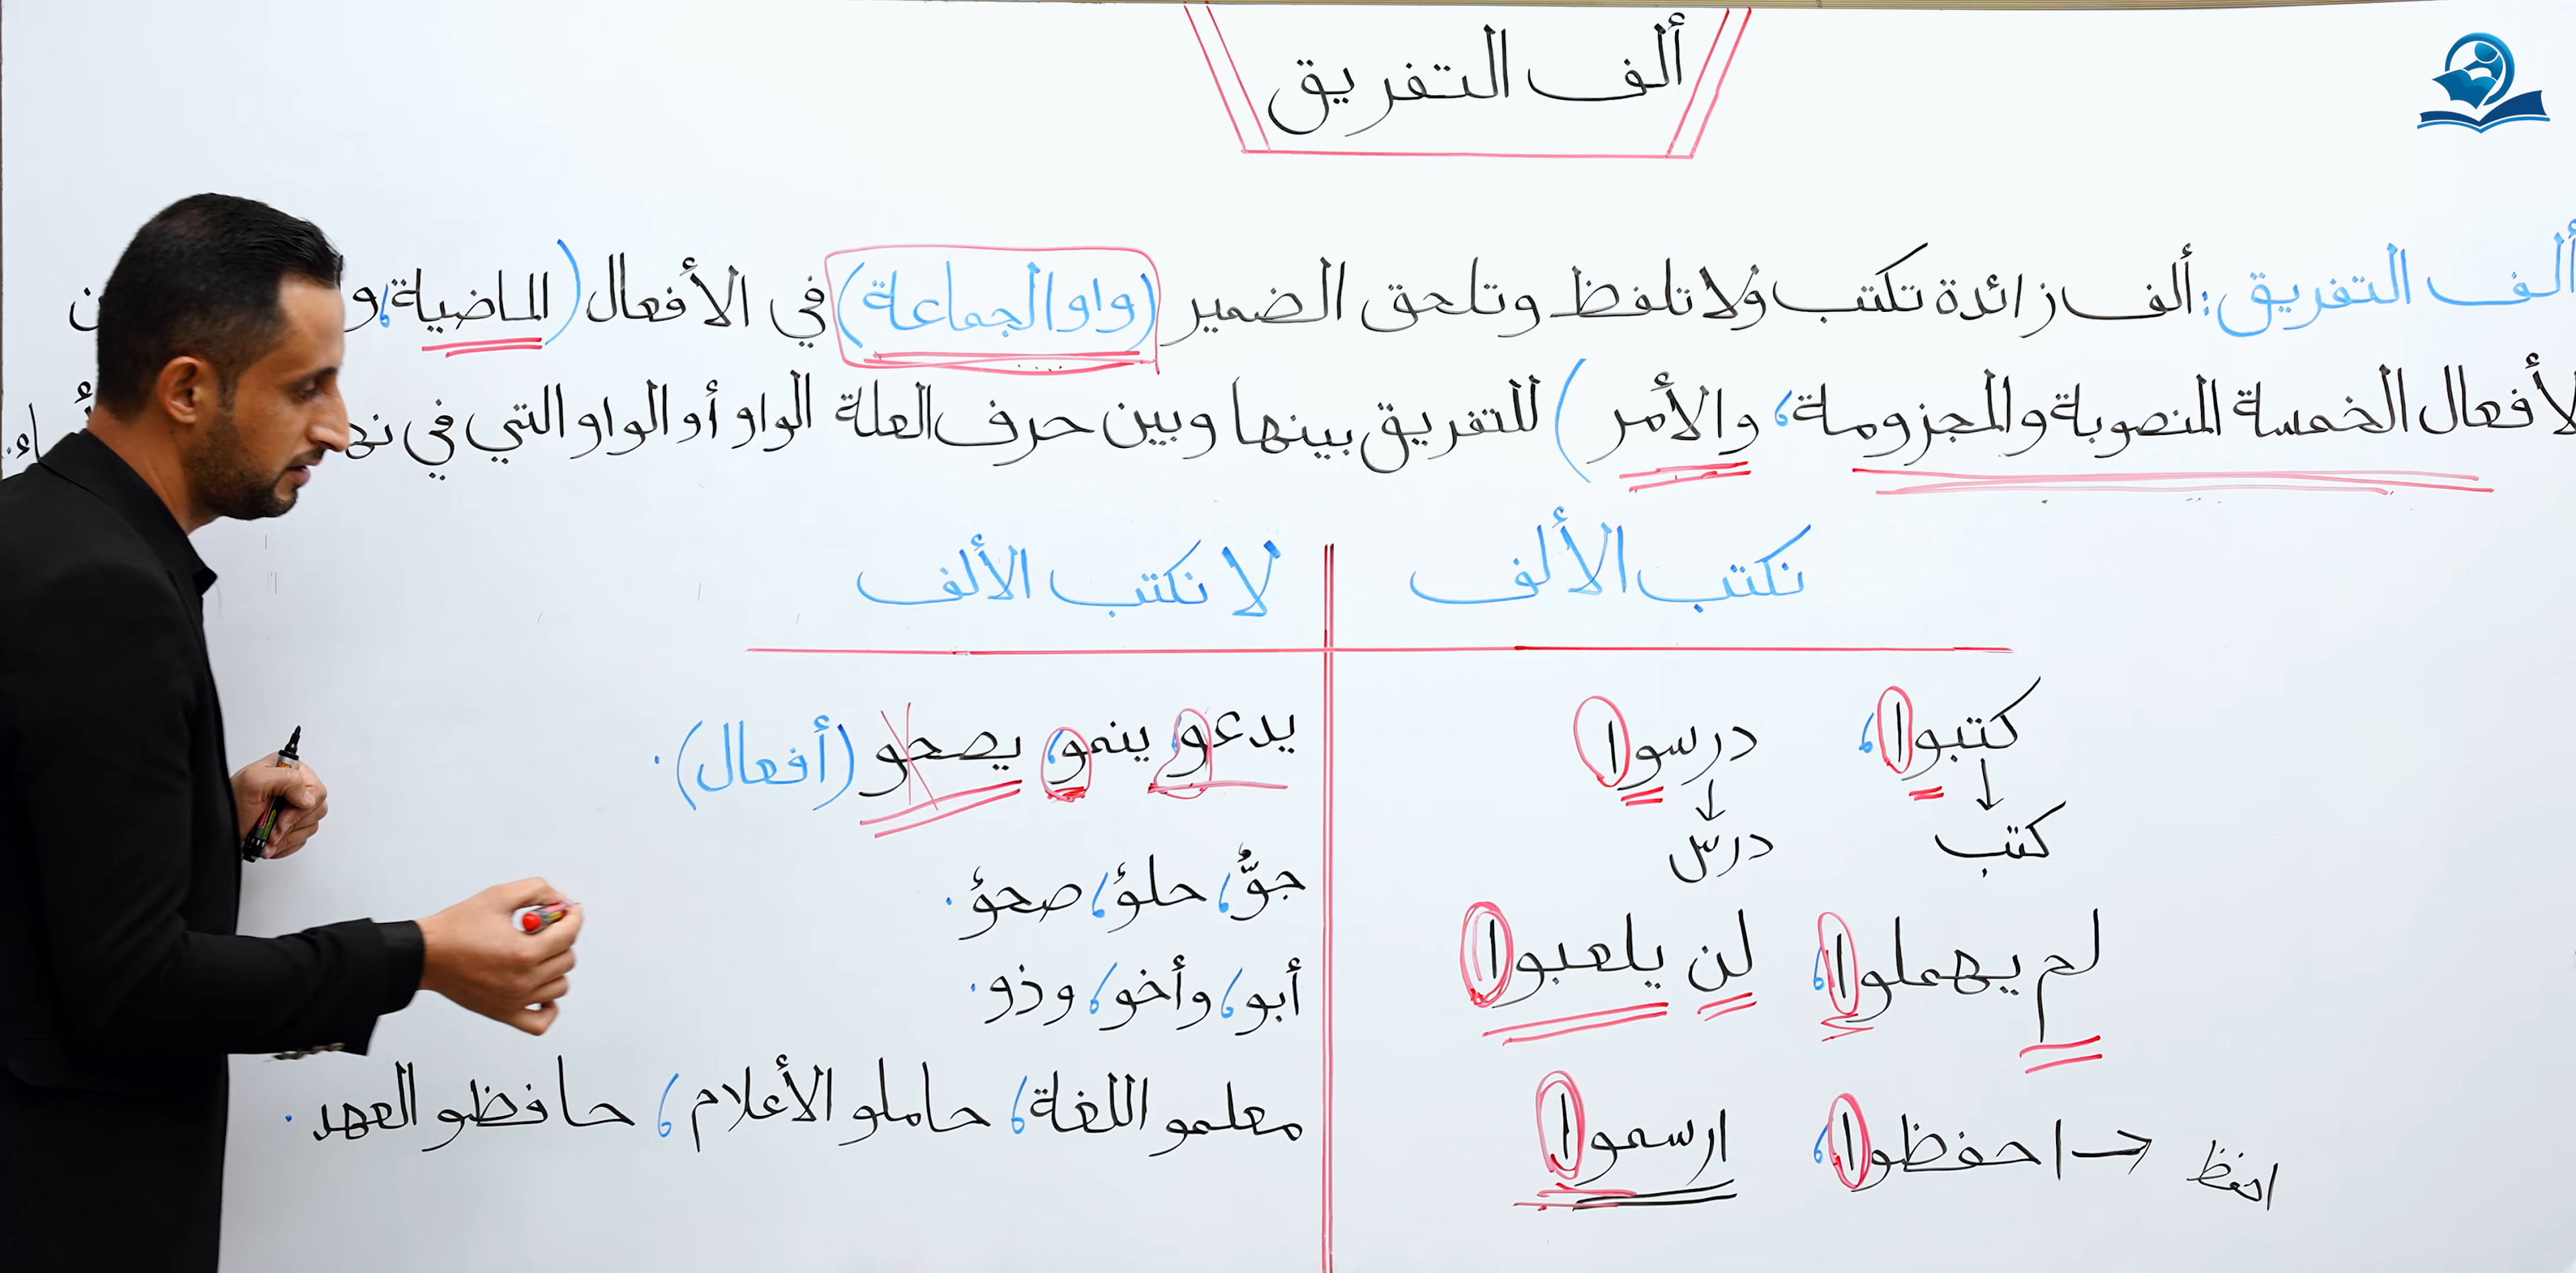 ألف التفريق
ألف التفريق: ألف زائدة تكتب ولا تلفظ وتلحق الضمير (واو الجماعة) في الأفعال (الماضية،
لأفعال الخمسة المنصوبة والمجزومة، والأمر) للتفريق بينها وبين حرف العلة الواو أو الواو التي في
نكتب الألف
لا نكتب الألف
كتبوا، درسوا
كتب درس
لم يهملوا، لن يلعبوا
احفظ احفظوا، ارسموا
يدعو، ينمو، يصحو (أفعال).
جوٌّ، حلوٌ، صحوٌ.
أبو، وأخو، وذو.
معلمو اللغة، حاملو الأعلام، حافظو العهد.